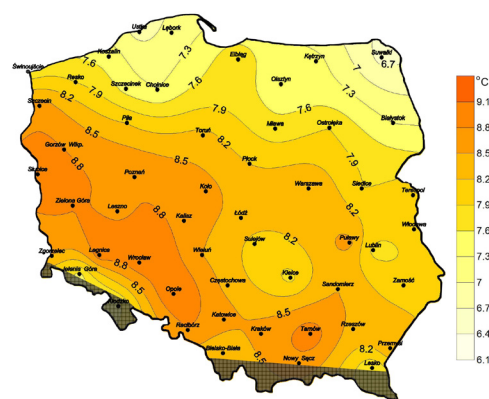 Ustka
Łębork
7.3
Koszalin
7.6
Elbląg
Kętrzyn
Suwałki
7
6.7
Świnoujście
Resko
7.9
Szczecinek
Chojnice
7.6
Olsztyn
7.3
°C
9.1
Szczecin
8.2
7.9
7.6
8.8
Piła
Toruń
8.2
Mława
Ostrołęka
Białystok
8.5
8.5
Gorzów Wlkp.
8.8
Słubice
Poznań
8.5
Koło
Płock
Warszawa
7.9
Siedlce
Terespol
8.2
7.9
Zielona Góra
Leszno
8.8
Kalisz
Łódź
8.2
Włodawa
7.6
Zgorzelec
Legnica
8.8
Wrocław
Wieluń
Sulejów
8.2
Puławy
Lublin
7.3
Jelenia Góra
8.5
Opole
Częstochowa
Kielce
Sandomierz
Zamość
7
Kłodzko
6.7
Racibórz
Katowice
8.5
Kraków
Tarnów
Rzeszów
6.4
Bielsko-Biała
8.5
Nowy Sącz
8.2
Przemyśl
Lesko
6.1